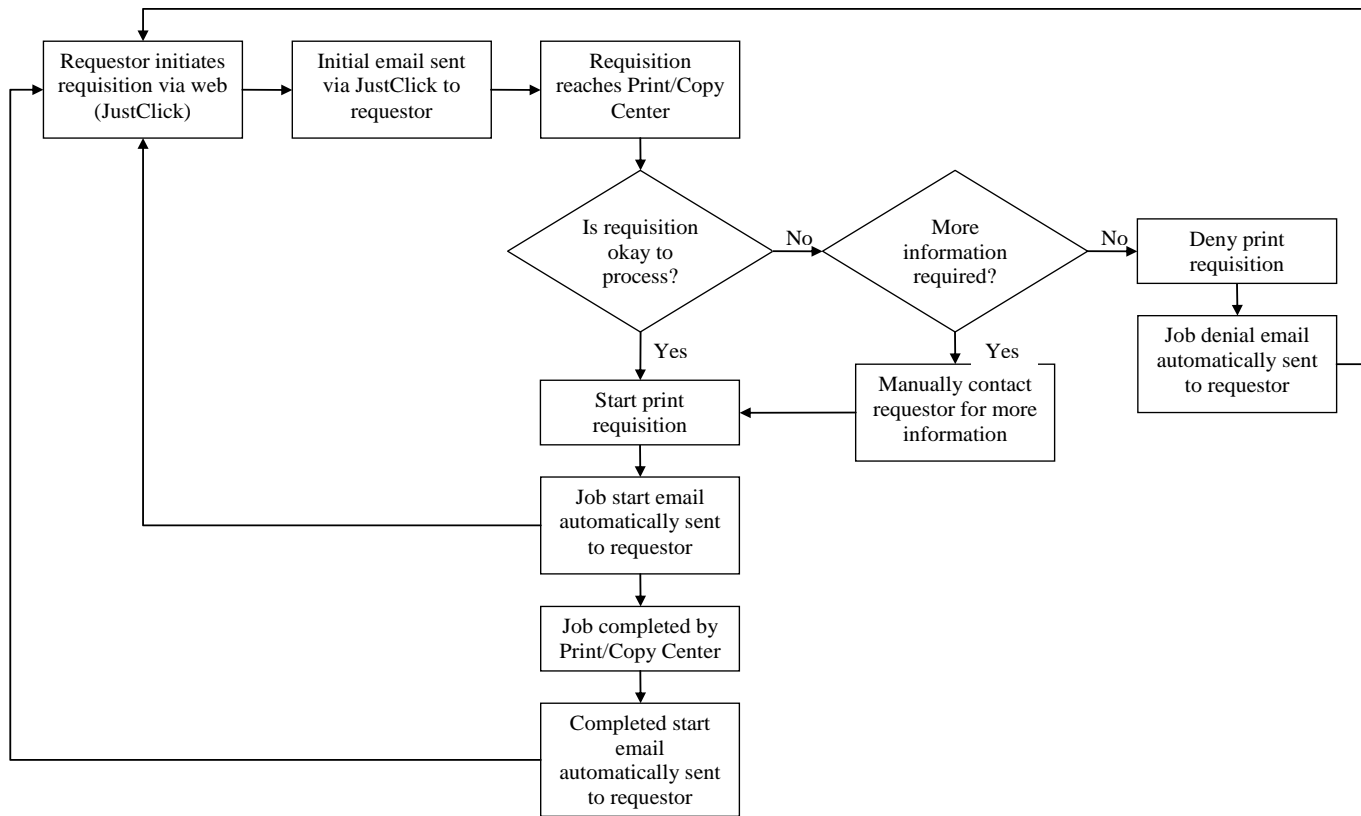 Requestor initiates
requisition via web
(JustClick)
Initial email sent
via JustClick to
requestor
Requisition
reaches Print/Copy
Center
Is requisition
okay to
process?
No
More
information
required?
No
Deny print
requisition
Job denial email
automatically sent
to requestor
Yes
Yes
Start print
requisition
Manually contact
requestor for more
information
Job start email
automatically sent
to requestor
Job completed by
Print/Copy Center
Completed start
email
automatically sent
to requestor